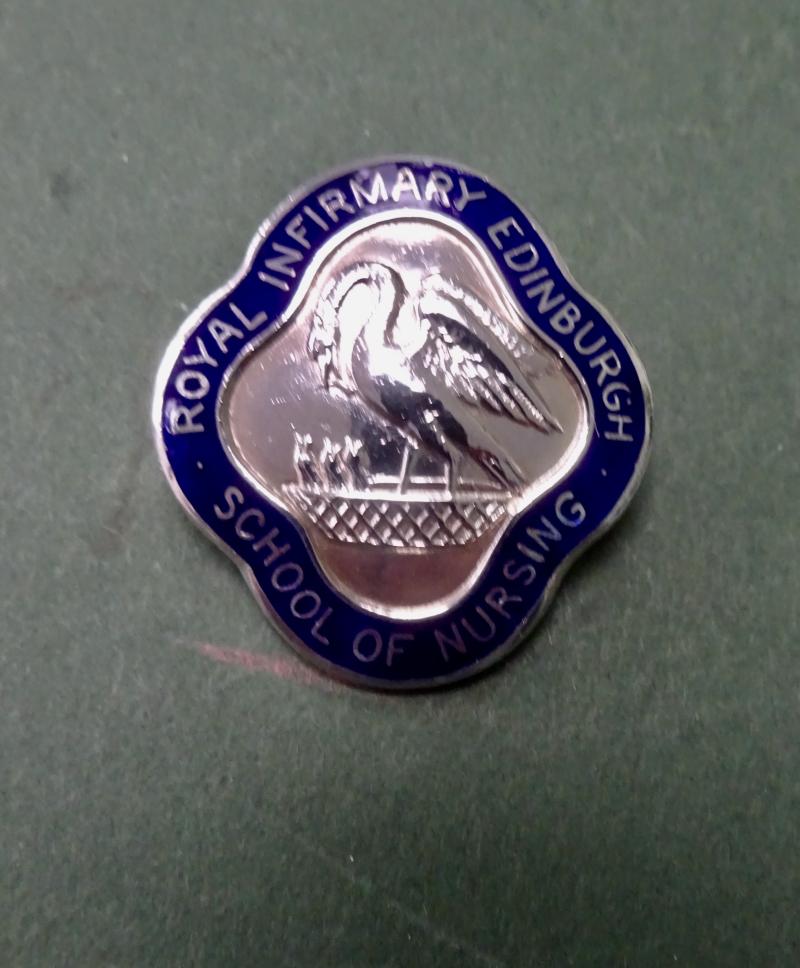 ROYAL INFIRMARY EDINBURGH
· SCHOOL OF NURSING ·